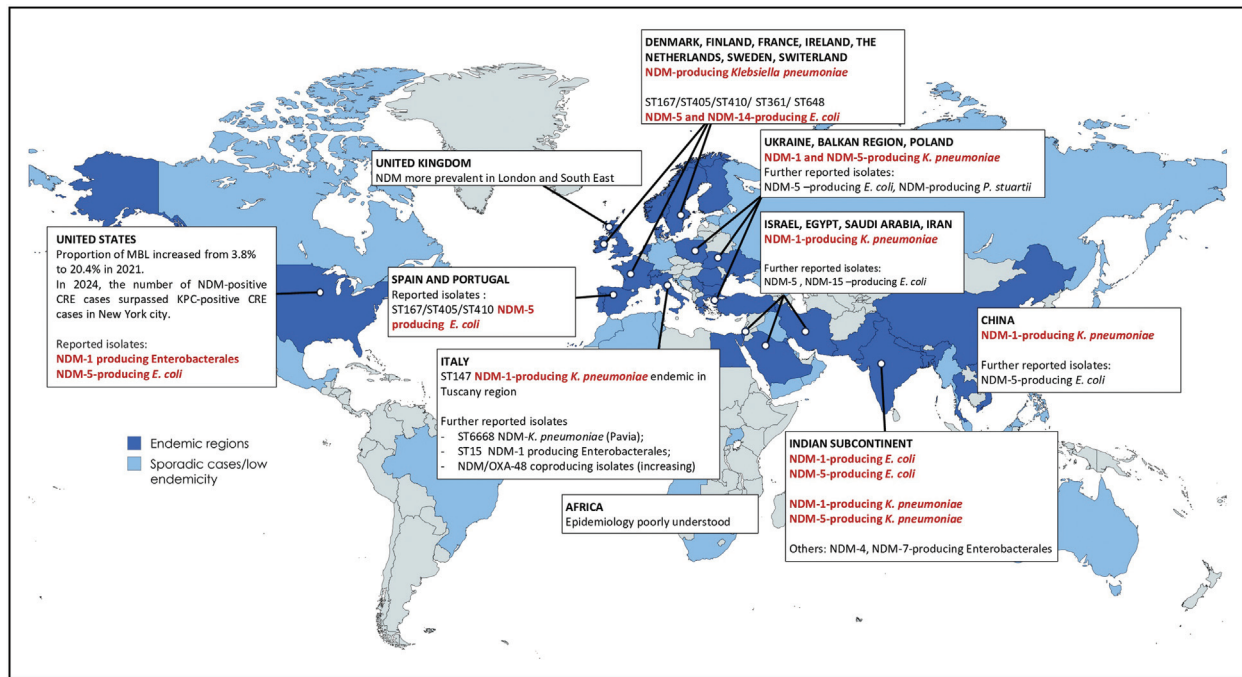 DENMARK, FINLAND, FRANCE, IRELAND, THE
NETHERLANDS, SWEDEN, SWITERLAND
NDM-producing Klebsiella pneumoniae
ST167/ST405/ST410/ ST361/ ST648
NDM-5 and NDM-14-producing E. coli
UKRAINE, BALKAN REGION, POLAND
NDM-1 and NDM-5-producing K. pneumoniae
Further reported isolates:
NDM-5 –producing E. coli, NDM-producing P. stuartii
UNITED KINGDOM
NDM more prevalent in London and South East
ISRAEL, EGYPT, SAUDI ARABIA, IRAN
NDM-1-producing K. pneumoniae
Further reported isolates:
NDM-5 , NDM-15 –producing E. coli
UNITED STATES
Proportion of MBL increased from 3.8%
to 20.4% in 2021.
In 2024, the number of NDM-positive
CRE cases surpassed KPC-positive CRE
cases in New York city.
Reported isolates:
NDM-1 producing Enterobacterales
NDM-5-producing E. coli
SPAIN AND PORTUGAL
Reported isolates :
ST167/ST405/ST410 NDM-5
producing E. coli
CHINA
NDM-1-producing K. pneumoniae
Further reported isolates:
NDM-5-producing E. coli
ITALY
ST147 NDM-1-producing K. pneumoniae endemic in
Tuscany region
Further reported isolates
- ST6668 NDM-K. pneumoniae (Pavia);
- ST15 NDM-1 producing Enterobacterales;
- NDM/OXA-48 coproducing isolates (increasing)
Endemic regions
Sporadic cases/low
endemicity
INDIAN SUBCONTINENT
NDM-1-producing E. coli
NDM-5-producing E. coli
NDM-1-producing K. pneumoniae
NDM-5-producing K. pneumoniae
Others: NDM-4, NDM-7-producing Enterobacterales
AFRICA
Epidemiology poorly understood